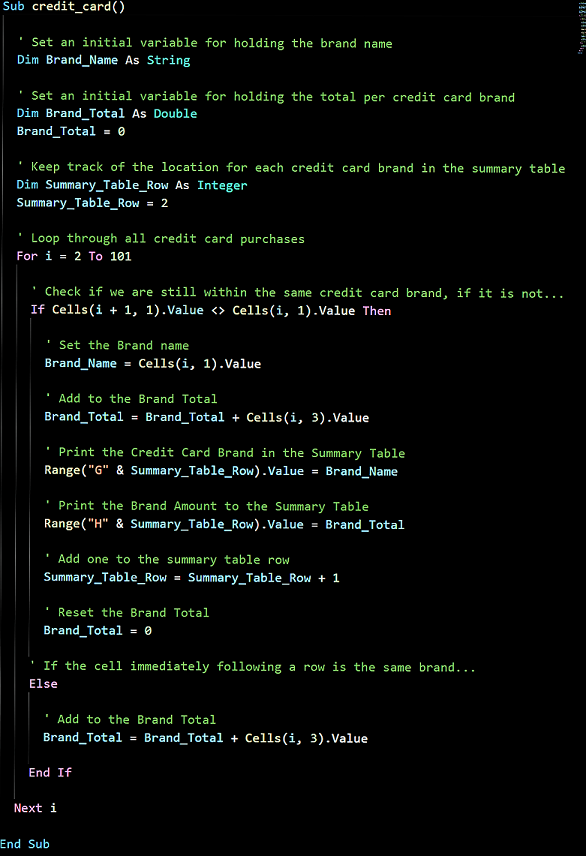 Sub credit_card()
' Set an initial variable for holding the brand name
Dim Brand_Name As String
' Set an initial variable for holding the total per credit card brand
Dim Brand_Total As Double
Brand_Total = 0
' Keep track of the location for each credit card brand in the summary table
Dim Summary_Table_Row As Integer
Summary_Table_Row = 2
' Loop through all credit card purchases
For i = 2 To 101
' Check if we are still within the same credit card brand, if it is not...
If Cells(i + 1, 1).Value <> Cells(i, 1).Value Then
' Set the Brand name
Brand_Name = Cells(i, 1).Value
' Add to the Brand Total
Brand_Total = Brand_Total + Cells(i, 3).Value
' Print the Credit Card Brand in the Summary Table
Range("G" & Summary_Table_Row).Value = Brand_Name
' Print the Brand Amount to the Summary Table
Range("H" & Summary_Table_Row).Value = Brand_Total
' Add one to the summary table row
Summary_Table_Row = Summary_Table_Row + 1
' Reset the Brand Total
Brand_Total = 0
' If the cell immediately following a row is the same brand...
Else
' Add to the Brand Total
Brand_Total = Brand_Total + Cells(i, 3).Value
End If
Next i
End Sub